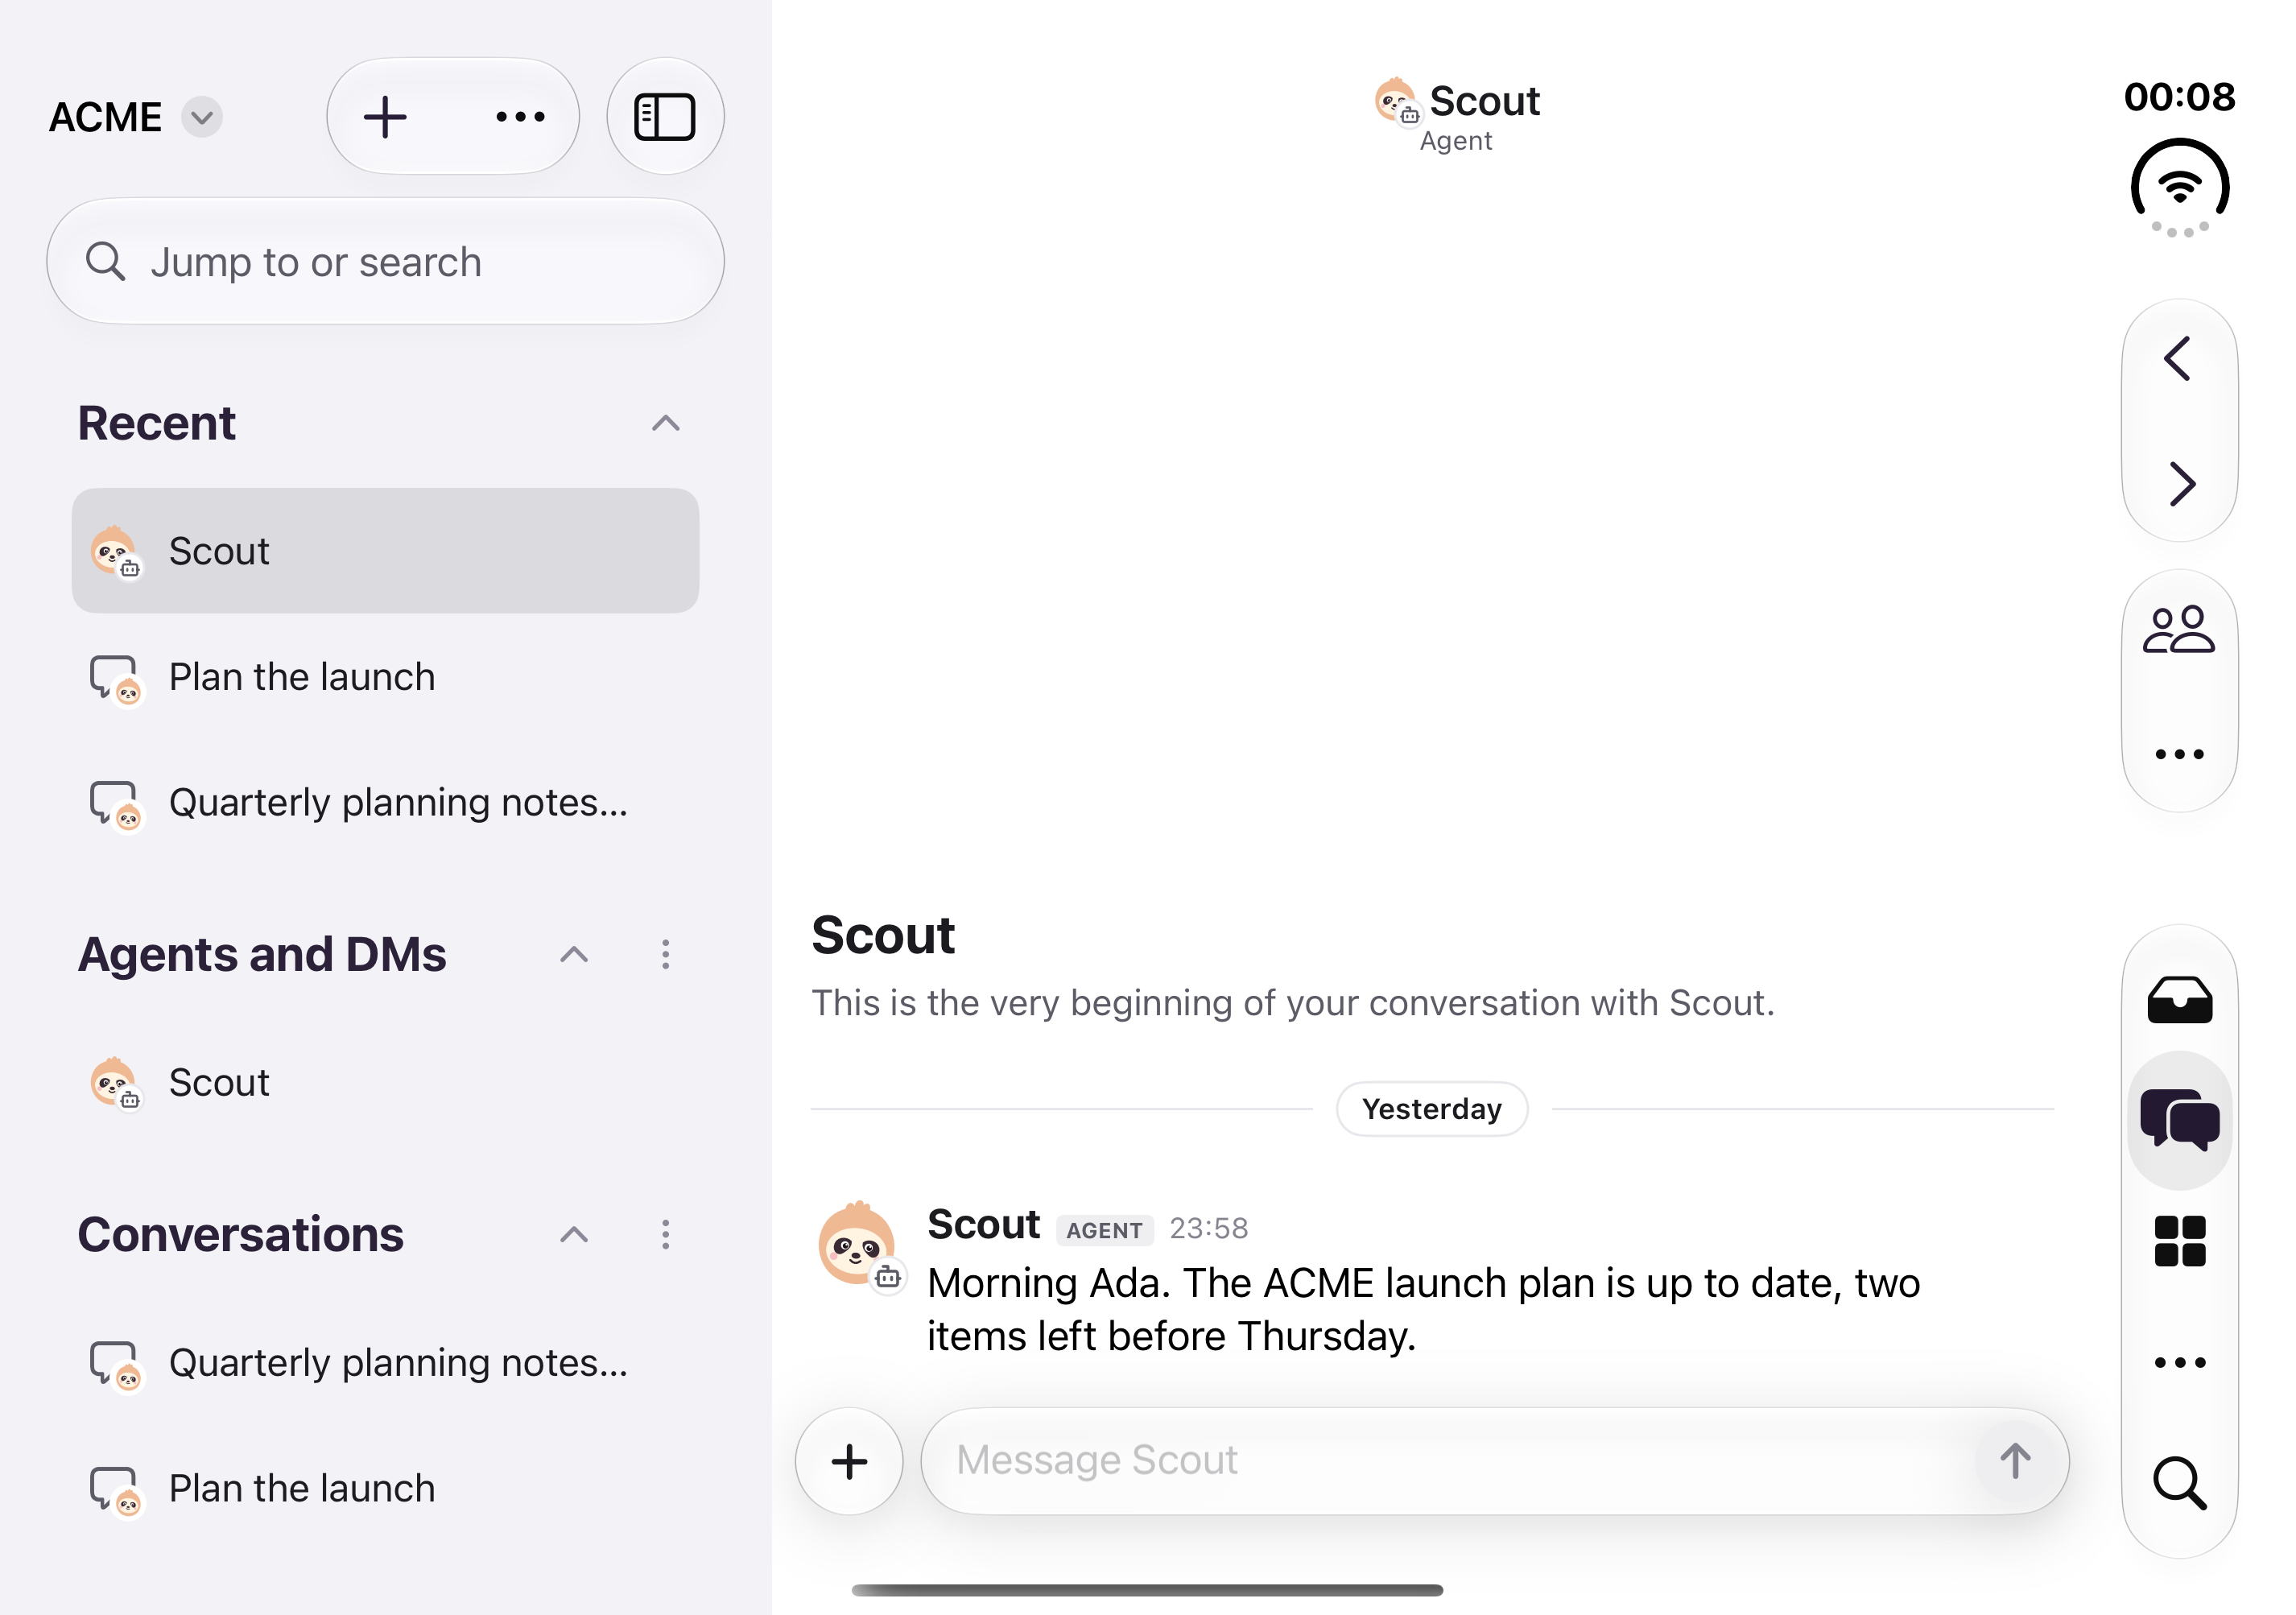 ACME
Jump to or search
Recent
Scout
Plan the launch
Quarterly planning notes...
Agents and DMs
Scout
Conversations
Quarterly planning notes...
Plan the launch
Scout
Agent
00:08
Scout
This is the very beginning of your conversation with Scout.
Yesterday
Scout AGENT 23:58
Morning Ada. The ACME launch plan is up to date, two
items left before Thursday.
Message Scout